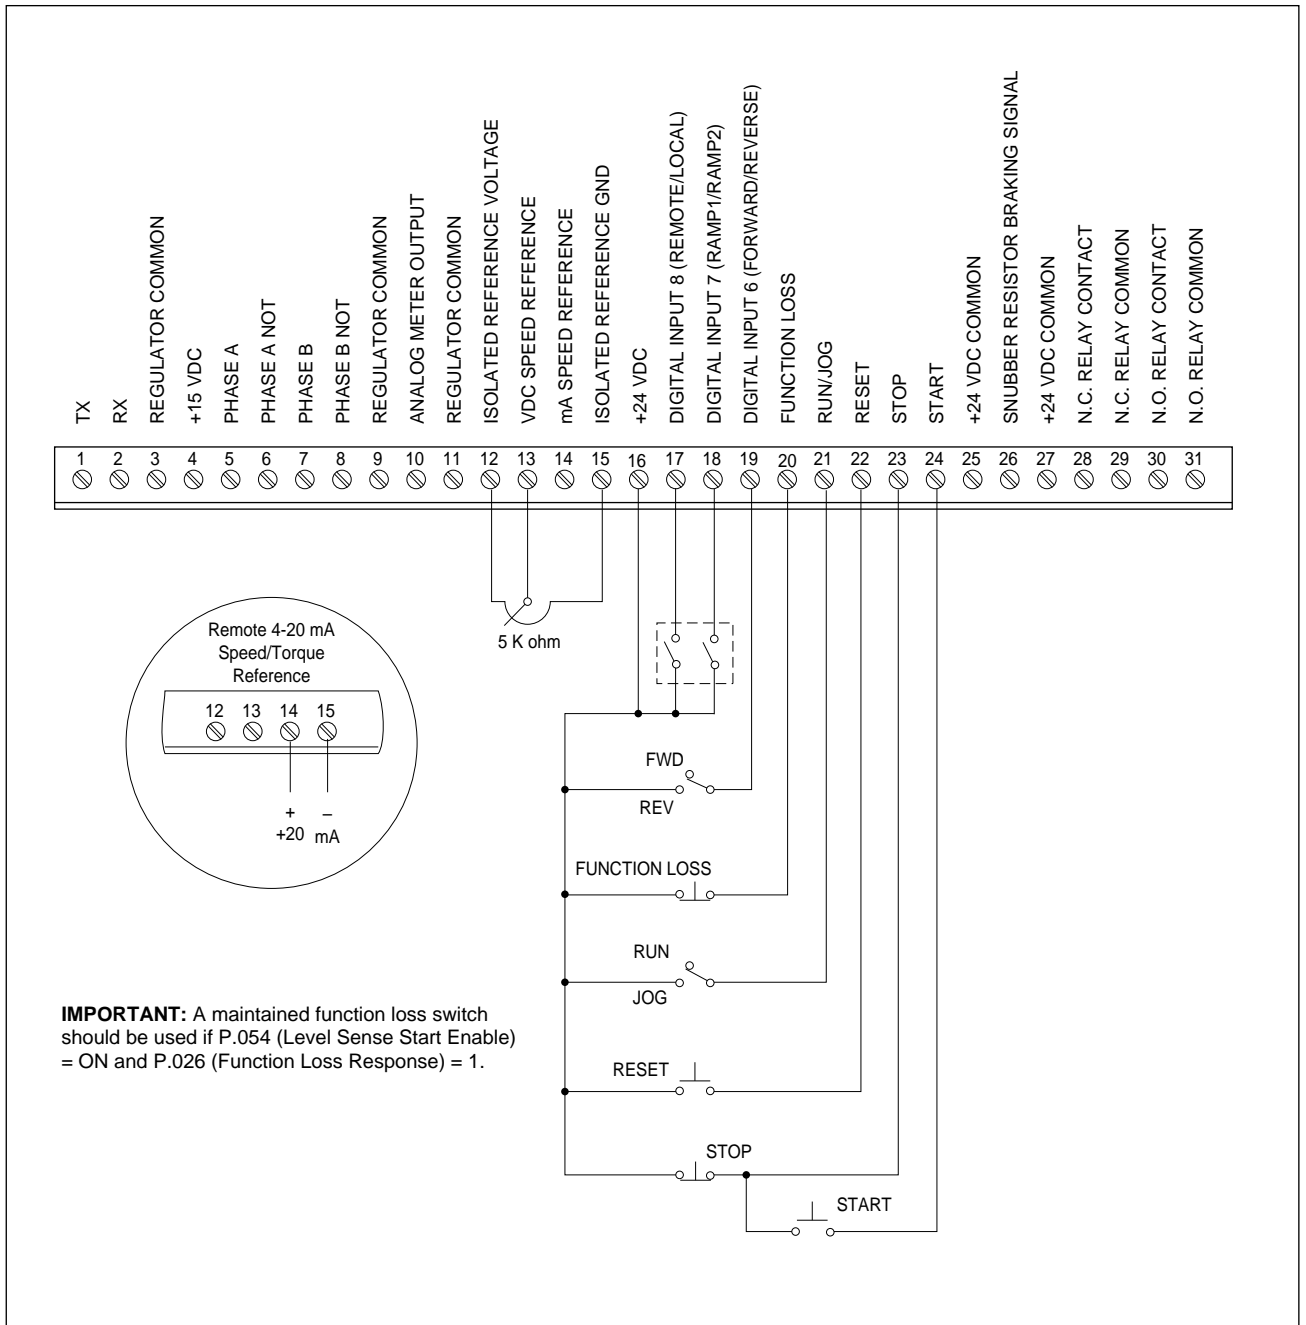 TX
RX
REGULATOR COMMON
+15 VDC
PHASE A
PHASE A NOT
PHASE B
PHASE B NOT
REGULATOR COMMON
ANALOG METER OUTPUT
REGULATOR COMMON
ISOLATED REFERENCE VOLTAGE
VDC SPEED REFERENCE
mA SPEED REFERENCE
ISOLATED REFERENCE GND
+24 VDC
DIGITAL INPUT 8 (REMOTE/LOCAL)
DIGITAL INPUT 7 (RAMP1/RAMP2)
DIGITAL INPUT 6 (FORWARD/REVERSE)
FUNCTION LOSS
RUN/JOG
RESET
STOP
START
+24 VDC COMMON
SNUBBER RESISTOR BRAKING SIGNAL
+24 VDC COMMON
N.C. RELAY CONTACT
N.C. RELAY COMMON
N.O. RELAY CONTACT
N.O. RELAY COMMON
1 2 3 4 5 6 7 8 9 10 11 12 13 14 15 16 17 18 19 20 21 22 23 24 25 26 27 28 29 30 31
5 K ohm
Remote 4-20 mA
Speed/Torque
Reference
12 13 14 15
+ –
+20 mA
FWD
REV
FUNCTION LOSS
RUN
JOG
IMPORTANT: A maintained function loss switch
should be used if P.054 (Level Sense Start Enable)
= ON and P.026 (Function Loss Response) = 1.
RESET
STOP
START